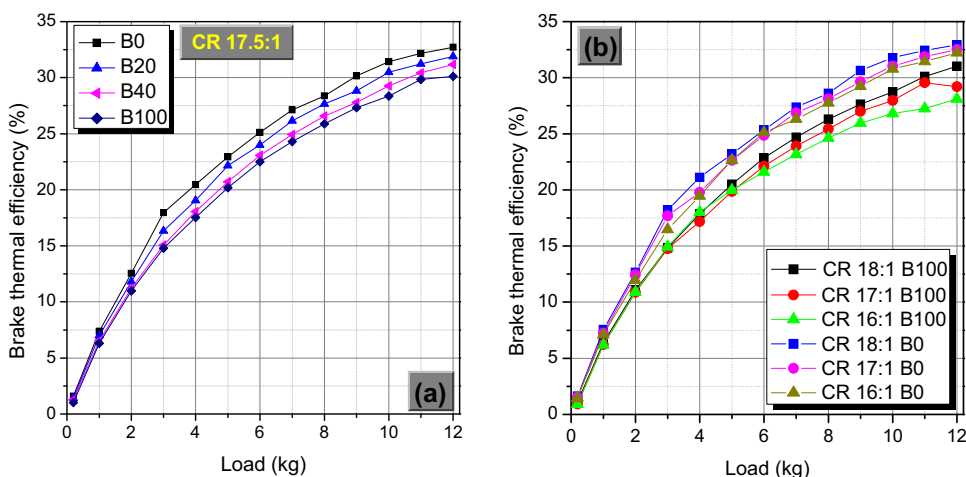 B0
B20
B40
B100
CR 17.5:1
(a)
35
30
25
20
15
10
5
0
0 2 4 6 8 10 12
Brake thermal efficiency (%)
Load (kg)
(b)
35
30
25
20
15
10
5
0
0 2 4 6 8 10 12
Brake thermal efficiency (%)
Load (kg)
CR 18:1 B100
CR 17:1 B100
CR 16:1 B100
CR 18:1 B0
CR 17:1 B0
CR 16:1 B0